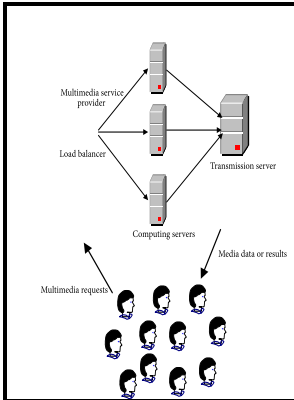 Multimedia service
provider
Load balancer
Transmission server
Computing servers
Media data or results
Multimedia requests